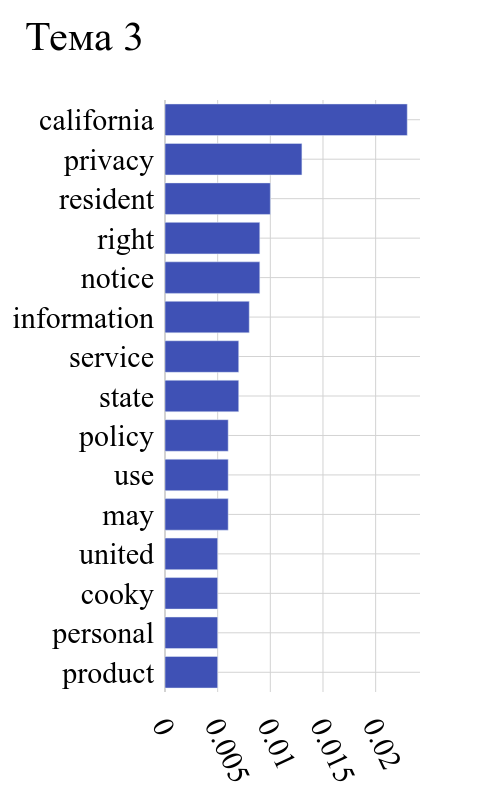 Тема 3
california
privacy
resident
right
notice
information
service
state
policy
use
may
united
cooky
personal
product
0
0.005
0.01
0.015
0.02